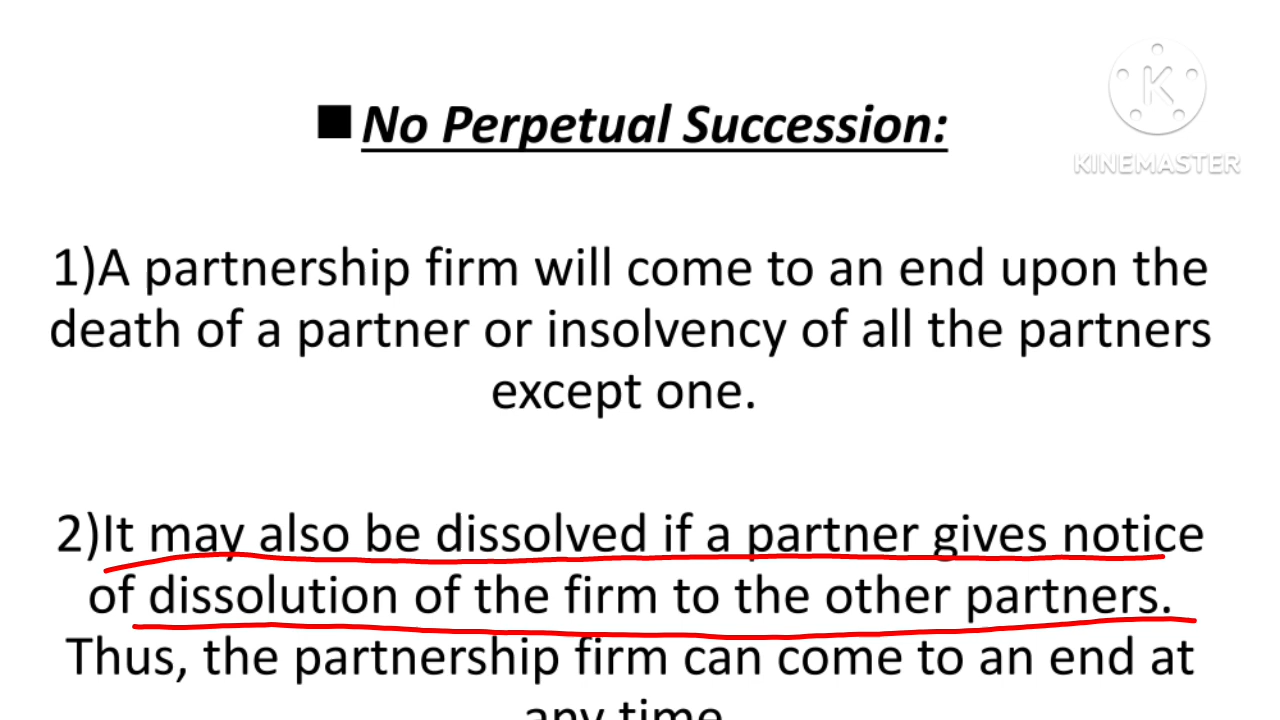 ■ No Perpetual Succession:
K
KINEMASTER
1)A partnership firm will come to an end upon the
death of a partner or insolvency of all the partners
except one.
2)It may also be dissolved if a partner gives notice
of dissolution of the firm to the other partners.
Thus, the partnership firm can come to an end at
any time